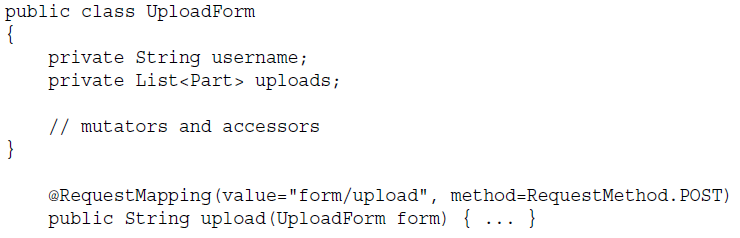 public class UploadForm
{
    private String username;
    private List<Part> uploads;

    // mutators and accessors
}

    @RequestMapping(value="form/upload", method=RequestMethod.POST)
    public String upload(UploadForm form) { ... }